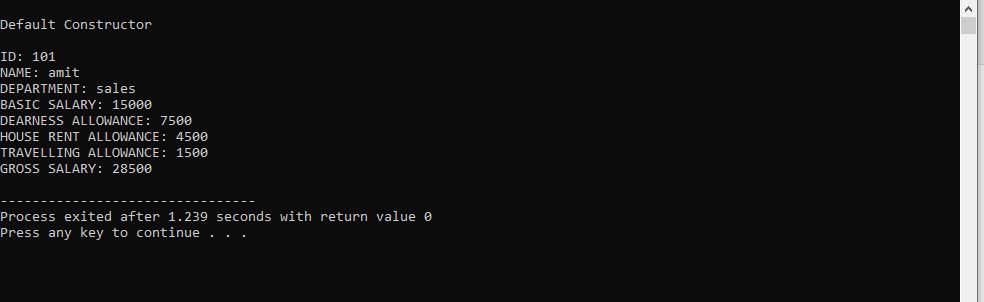 Default Constructor
ID: 101
NAME: amit
DEPARTMENT: sales
BASIC SALARY: 15000
DEARNESS ALLOWANCE: 7500
HOUSE RENT ALLOWANCE: 4500
TRAVELLING ALLOWANCE: 1500
GROSS SALARY: 28500
--------------------------------
Process exited after 1.239 seconds with return value 0
Press any key to continue . . .